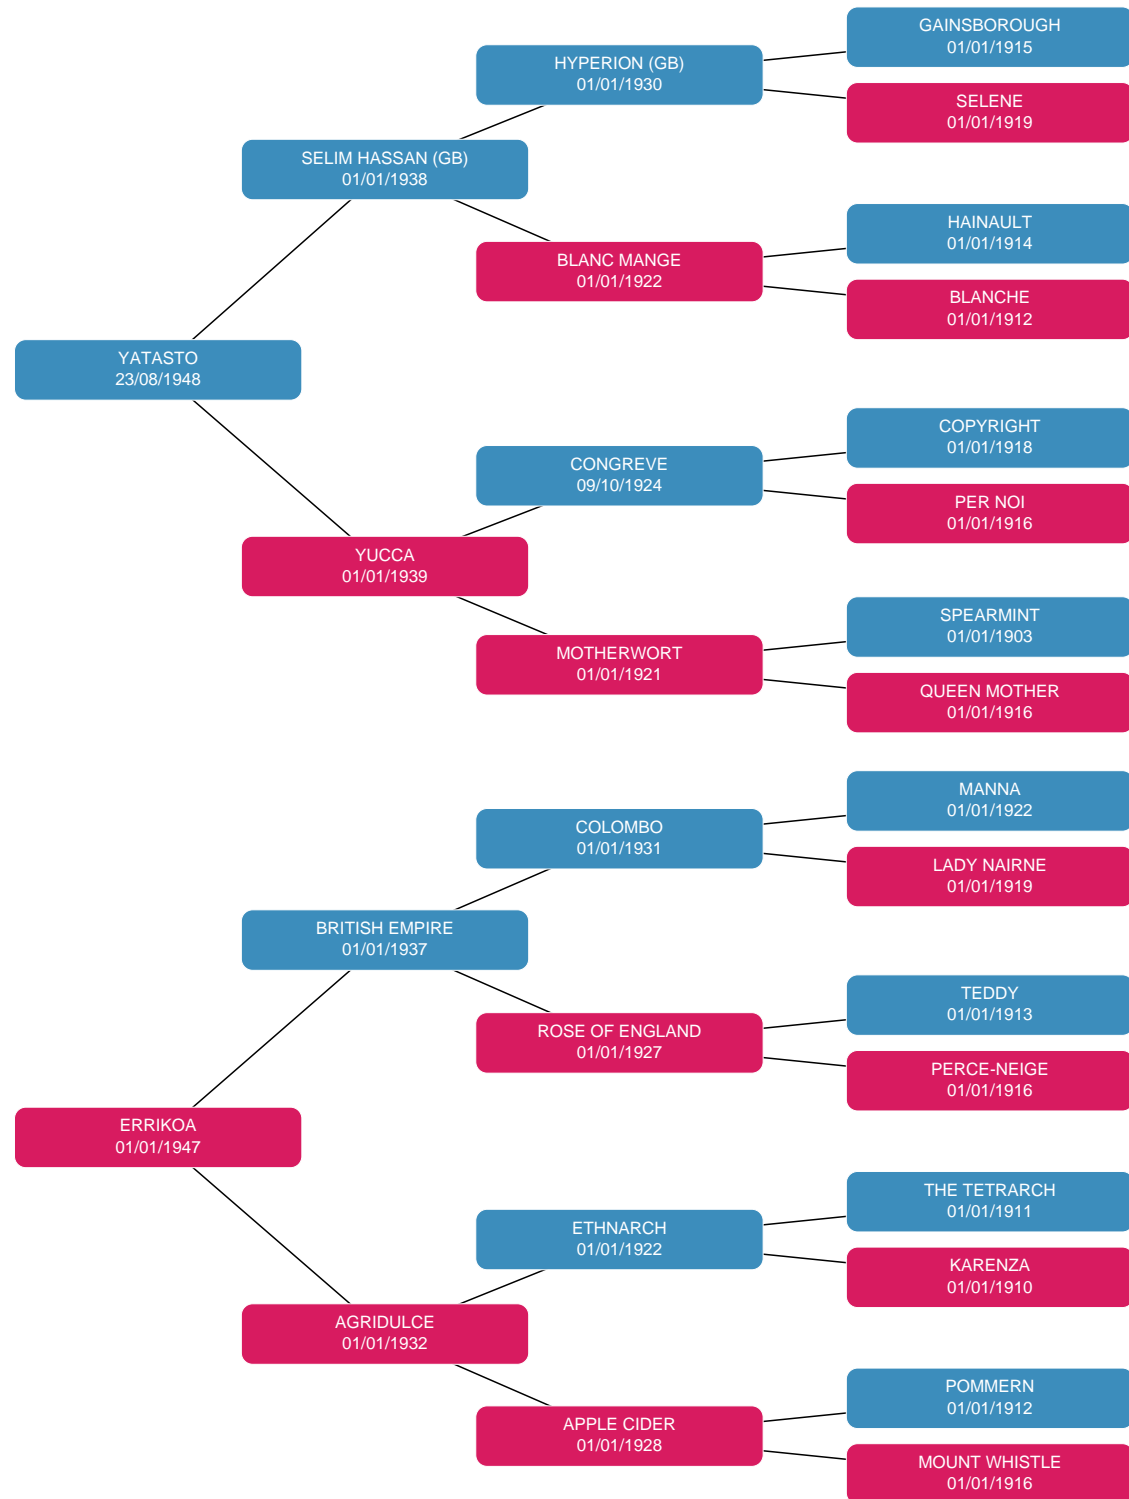 GAINSBOROUGH
01/01/1915
HYPERION (GB)
01/01/1930
SELENE
01/01/1919
SELIM HASSAN (GB)
01/01/1938
HAINAULT
01/01/1914
BLANC MANGE
01/01/1922
BLANCHE
01/01/1912
YATASTO
23/08/1948
COPYRIGHT
01/01/1918
CONGREVE
09/10/1924
PER NOI
01/01/1916
YUCCA
01/01/1939
SPEARMINT
01/01/1903
MOTHERWORT
01/01/1921
QUEEN MOTHER
01/01/1916
MANNA
01/01/1922
COLOMBO
01/01/1931
LADY NAIRNE
01/01/1919
BRITISH EMPIRE
01/01/1937
TEDDY
01/01/1913
ROSE OF ENGLAND
01/01/1927
PERCE-NEIGE
01/01/1916
ERRIKOA
01/01/1947
THE TETRARCH
01/01/1911
ETHNARCH
01/01/1922
KARENZA
01/01/1910
AGRIDULCE
01/01/1932
POMMERN
01/01/1912
APPLE CIDER
01/01/1928
MOUNT WHISTLE
01/01/1916